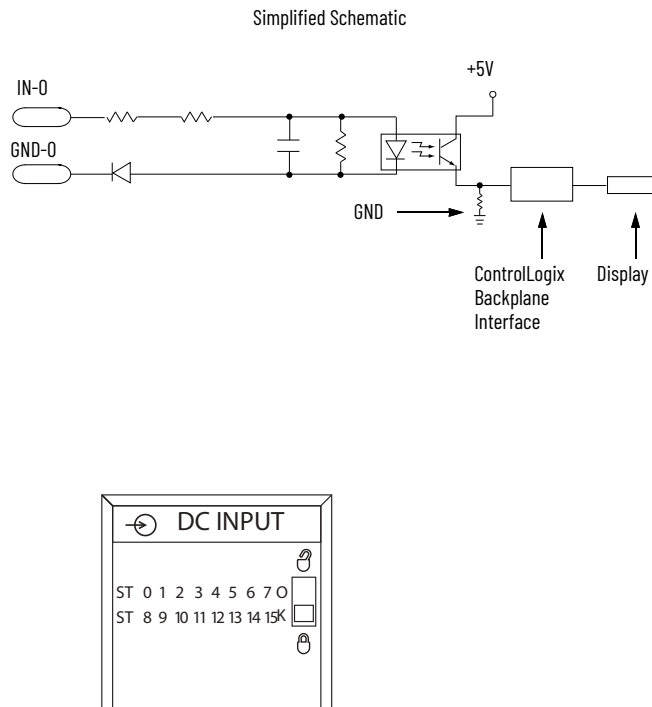 Simplified Schematic
+5V
IN-0
GND-0
GND
ControlLogix
Backplane
Interface
Display
DC INPUT
ST 0 1 2 3 4 5 6 7 O
ST 8 9 10 11 12 13 14 15 K